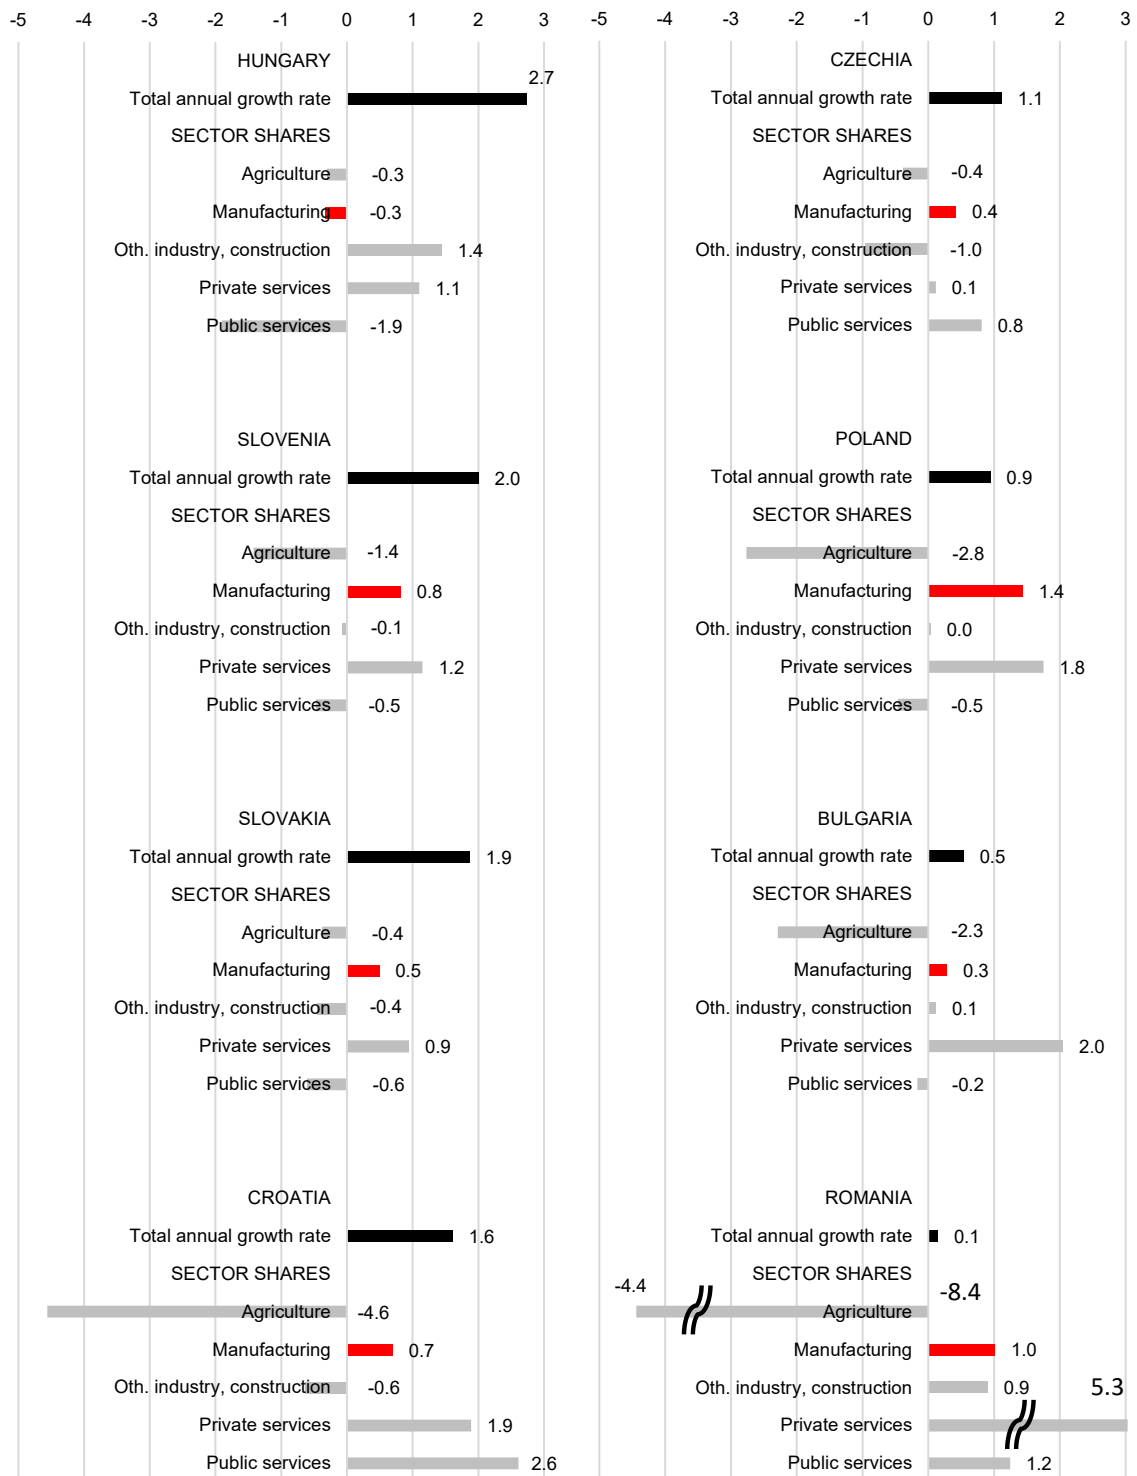 -5 -4 -3 -2 -1 0 1 2 3
HUNGARY
Total annual growth rate 2.7
SECTOR SHARES
Agriculture -0.3
Manufacturing -0.3
Oth. industry, construction 1.4
Private services 1.1
Public services -1.9
SLOVENIA
Total annual growth rate 2.0
SECTOR SHARES
Agriculture -1.4
Manufacturing 0.8
Oth. industry, construction -0.1
Private services 1.2
Public services -0.5
SLOVAKIA
Total annual growth rate 1.9
SECTOR SHARES
Agriculture -0.4
Manufacturing 0.5
Oth. industry, construction -0.4
Private services 0.9
Public services -0.6
CROATIA
Total annual growth rate 1.6
SECTOR SHARES
Agriculture -4.6
Manufacturing 0.7
Oth. industry, construction -0.6
Private services 1.9
Public services 2.6
-5 -4 -3 -2 -1 0 1 2 3
CZECHIA
Total annual growth rate 1.1
SECTOR SHARES
Agriculture -0.4
Manufacturing 0.4
Oth. industry, construction -1.0
Private services 0.1
Public services 0.8
POLAND
Total annual growth rate 0.9
SECTOR SHARES
Agriculture -2.8
Manufacturing 1.4
Oth. industry, construction 0.0
Private services 1.8
Public services -0.5
BULGARIA
Total annual growth rate 0.5
SECTOR SHARES
Agriculture -2.3
Manufacturing 0.3
Oth. industry, construction 0.1
Private services 2.0
Public services -0.2
ROMANIA
Total annual growth rate 0.1
SECTOR SHARES
-4.4 -8.4
Agriculture
Manufacturing 1.0
Oth. industry, construction 0.9 5.3
Private services
Public services 1.2